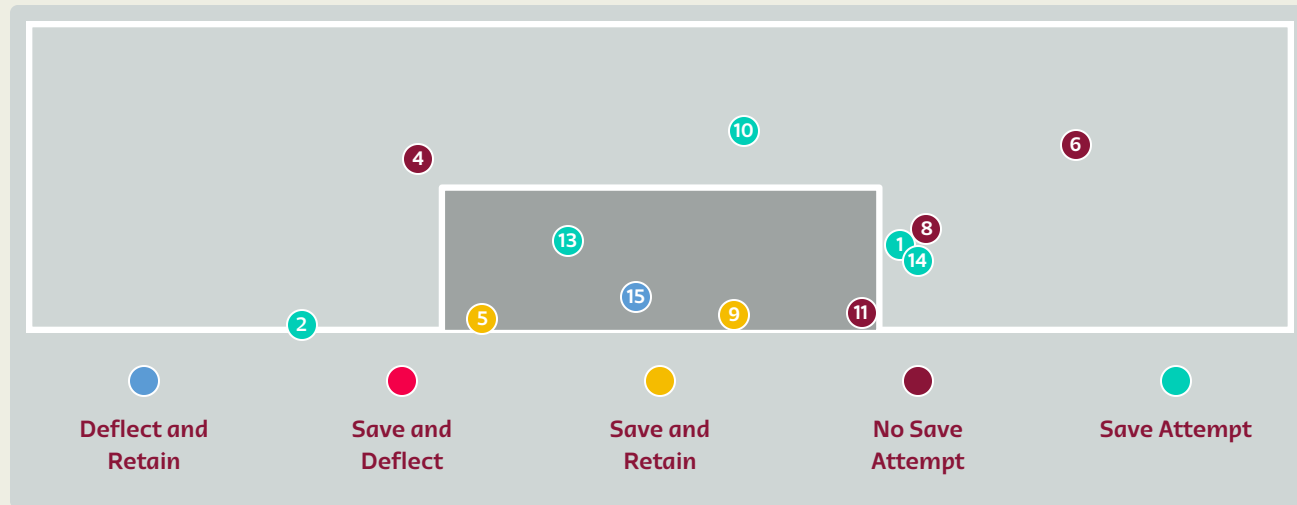 10
4
6
8
13
1
14
15
11
9
5
2
Deflect and
Retain
Save and
Deflect
Save and
Retain
No Save
Attempt
Save Attempt